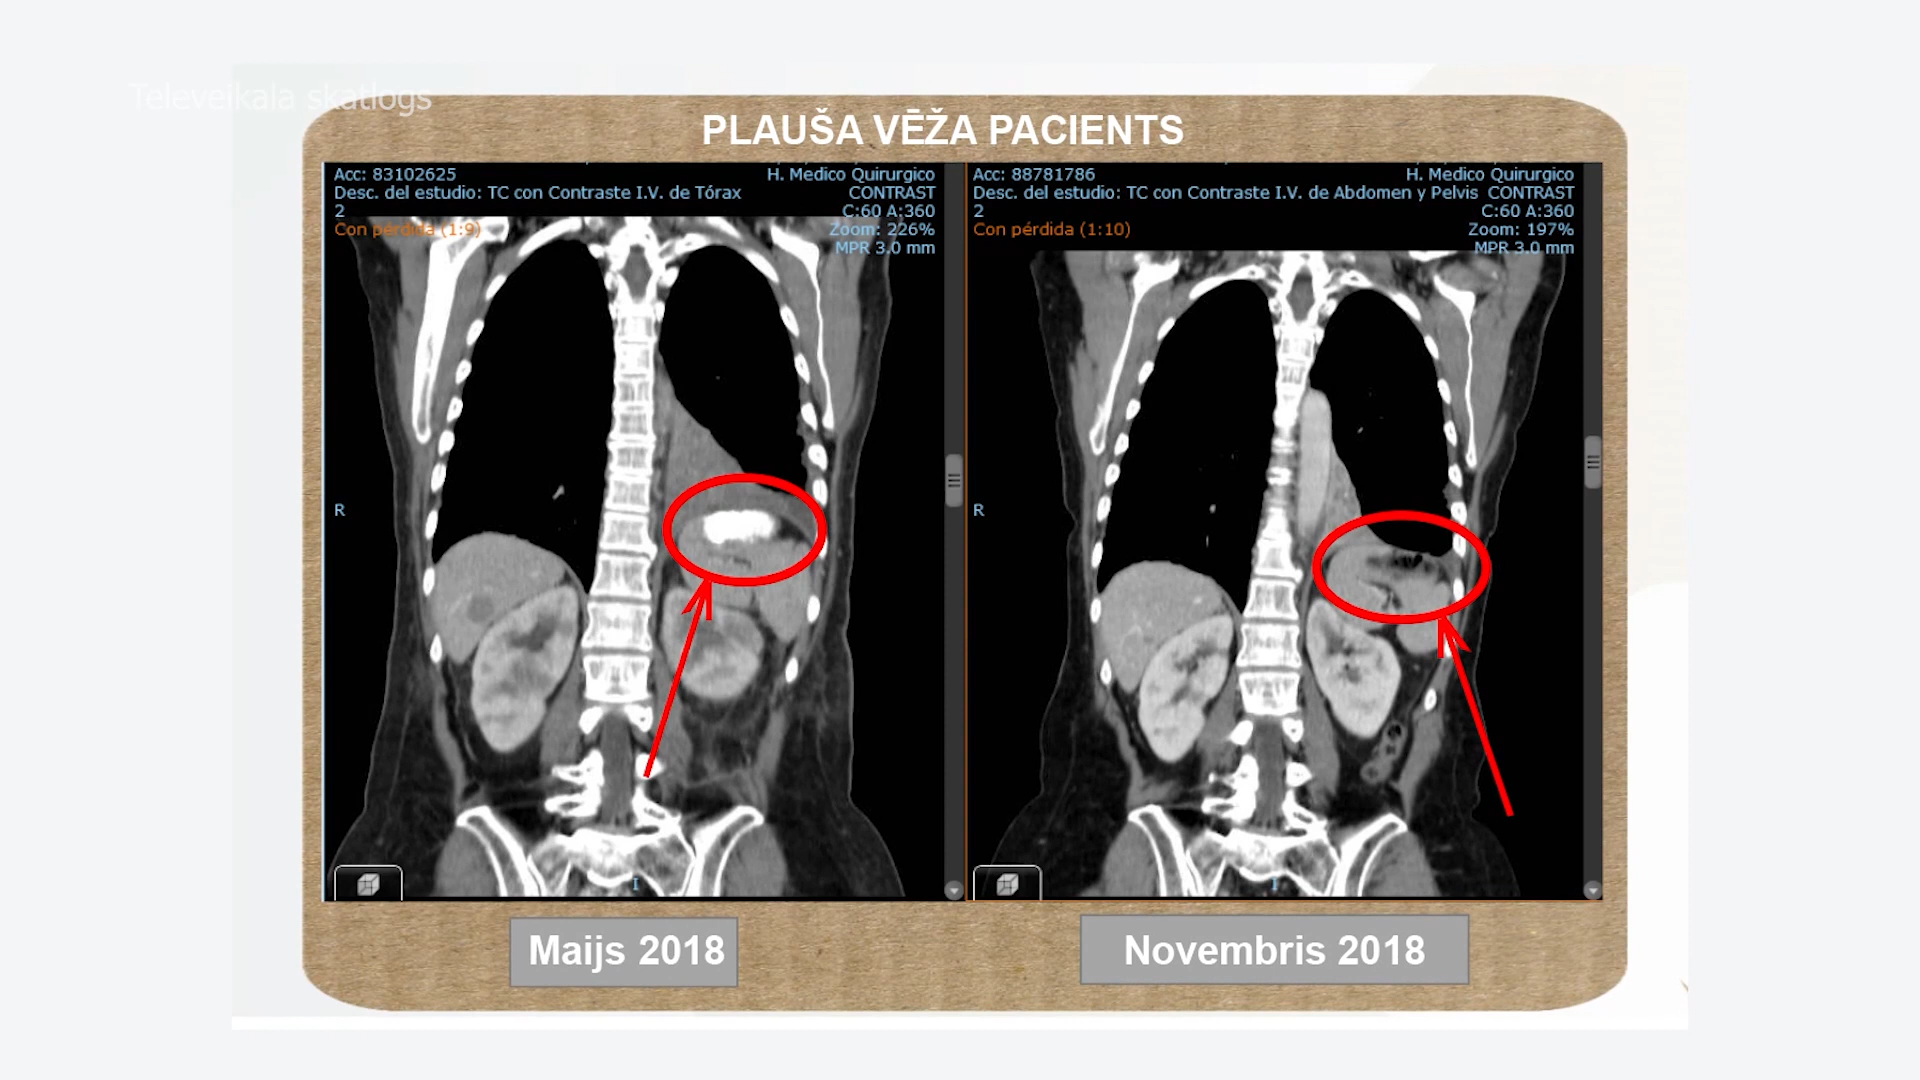 Televeikala skatlogs
PLAUŠA VĒŽA PACIENTS
Acc: 83102625
H. Medico Quirurgico
Desc. del estudio: TC con Contraste I.V. de Tórax
CONTRAST
2
C:60 A:360
Con pérdida (1:9)
Zoom: 226%
MPR 3.0 mm
R
I
Acc: 88781786
H. Medico Quirurgico
Desc. del estudio: TC con Contraste I.V. de Abdomen y Pelvis CONTRAST
2
C:60 A:360
Con pérdida (1:10)
Zoom: 197%
MPR 3.0 mm
R
I
Maijs 2018
Novembris 2018